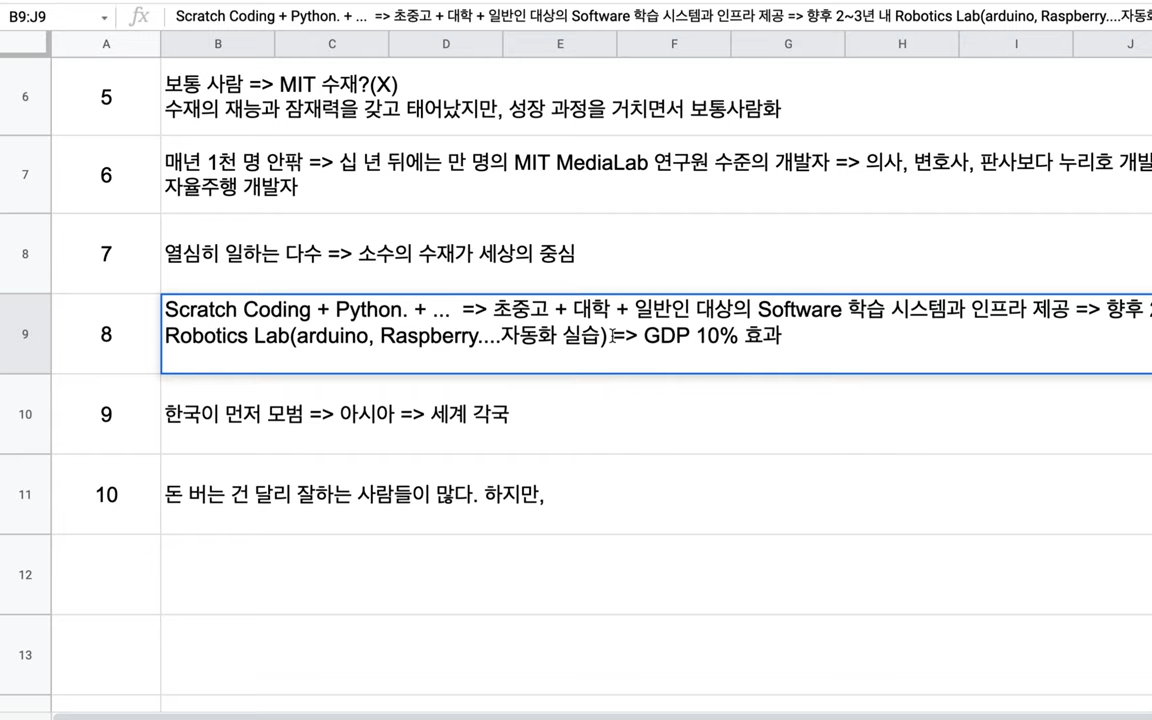 B9:J9
fx
Scratch Coding + Python. + ... => 초중고 + 대학 + 일반인 대상의 Software 학습 시스템과 인프라 제공 => 향후 2~3년 내 Robotics Lab(arduino, Raspberry....자동화
A B C D E F G H I J
6 5 보통 사람 => MIT 수재?(X)
수재의 재능과 잠재력을 갖고 태어났지만, 성장 과정을 거치면서 보통사람화
7 6 매년 1천 명 안팎 => 십 년 뒤에는 만 명의 MIT MediaLab 연구원 수준의 개발자 => 의사, 변호사, 판사보다 누리호 개발
자율주행 개발자
8 7 열심히 일하는 다수 => 소수의 수재가 세상의 중심
9 8 Scratch Coding + Python. + ... => 초중고 + 대학 + 일반인 대상의 Software 학습 시스템과 인프라 제공 => 향후
Robotics Lab(arduino, Raspberry....자동화 실습)=> GDP 10% 효과
10 9 한국이 먼저 모범 => 아시아 => 세계 각국
11 10 돈 버는 건 달리 잘하는 사람들이 많다. 하지만,
12
13